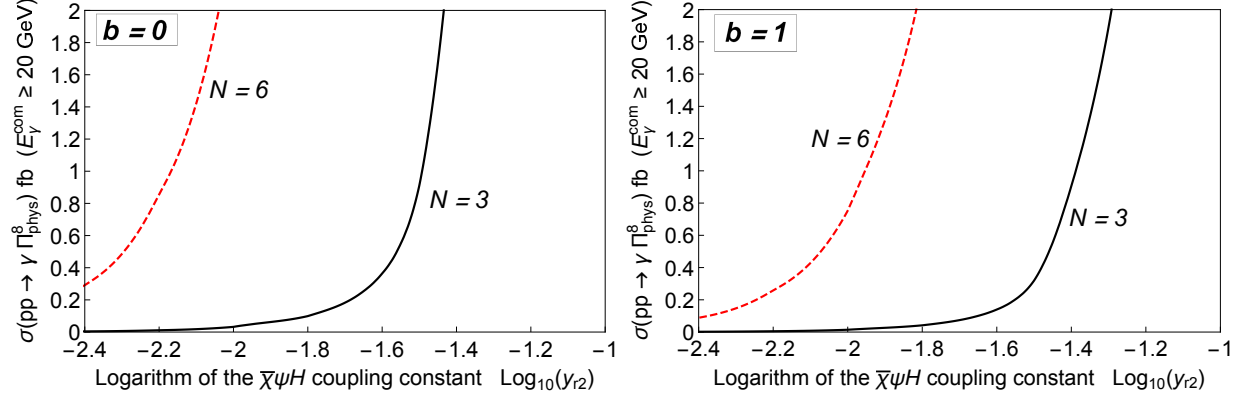 b = 0
N = 6
N = 3
2
1.8
1.6
1.4
1.2
1
0.8
0.6
0.4
0.2
0
−2.4 −2.2 −2 −1.8 −1.6 −1.4 −1.2 −1
σ(pp → γ Π⁸phys) fb (Eγᶜᵒᵐ ≥ 20 GeV)
Logarithm of the χ̅ψH coupling constant Log₁₀(yr2)
b = 1
N = 6
N = 3
2
1.8
1.6
1.4
1.2
1
0.8
0.6
0.4
0.2
0
−2.4 −2.2 −2 −1.8 −1.6 −1.4 −1.2 −1
σ(pp → γ Π⁸phys) fb (Eγᶜᵒᵐ ≥ 20 GeV)
Logarithm of the χ̅ψH coupling constant Log₁₀(yr2)